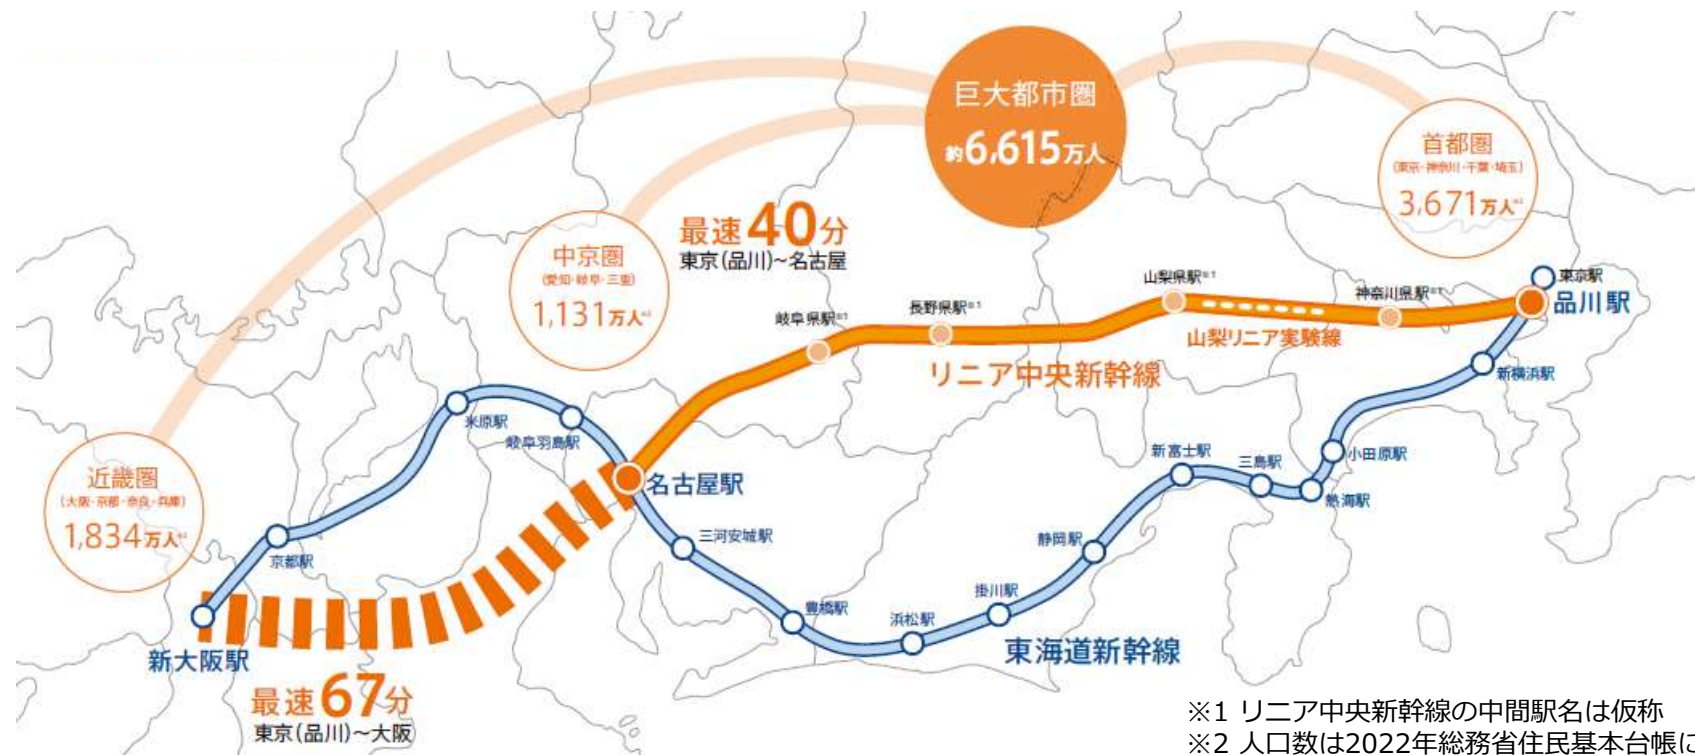 巨大都市圏
約6,615万人
首都圏
(東京・神奈川・千葉・埼玉)
3,671万人※2
中京圏
(愛知・岐阜・三重)
1,131万人※2
近畿圏
(大阪・京都・奈良・兵庫)
1,834万人※2
最速40分
東京(品川)~名古屋
岐阜県駅※1
長野県駅※1
山梨県駅※1
神奈川県駅※1
東京駅
品川駅
山梨リニア実験線
リニア中央新幹線
新横浜駅
小田原駅
熱海駅
三島駅
新富士駅
静岡駅
掛川駅
浜松駅
豊橋駅
三河安城駅
名古屋駅
岐阜羽島駅
米原駅
京都駅
新大阪駅
東海道新幹線
最速67分
東京(品川)~大阪
※1 リニア中央新幹線の中間駅名は仮称
※2 人口数は2022年総務省住民基本台帳に